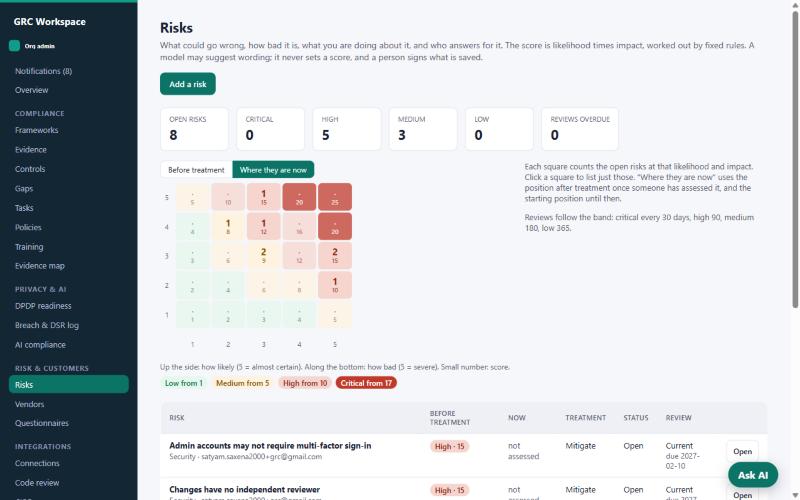 GRC Workspace
Org admin
Notifications (8)
Overview
COMPLIANCE
Frameworks
Evidence
Controls
Gaps
Tasks
Policies
Training
Evidence map
PRIVACY & AI
DPDP readiness
Breach & DSR log
AI compliance
RISK & CUSTOMERS
Risks
Vendors
Questionnaires
INTEGRATIONS
Connections
Code review
Risks
What could go wrong, how bad it is, what you are doing about it, and who answers for it. The score is likelihood times impact, worked out by fixed rules. A
model may suggest wording; it never sets a score, and a person signs what is saved.
Add a risk
OPEN RISKS CRITICAL HIGH MEDIUM LOW REVIEWS OVERDUE
8 0 5 3 0 0
Before treatment Where they are now
Each square counts the open risks at that likelihood and impact.
Click a square to list just those. "Where they are now" uses the
position after treatment once someone has assessed it, and the
starting position until then.
Reviews follow the band: critical every 30 days, high 90, medium
180, low 365.
· · 1 · ·
5 5 10 15 20 25
· 1 1 · ·
4 4 8 12 16 20
· · 2 · 2
3 3 6 9 12 15
· · · · 1
2 2 4 6 8 10
· · · · ·
1 1 2 3 4 5
1 2 3 4 5
Up the side: how likely (5 = almost certain). Along the bottom: how bad (5 = severe). Small number: score.
Low from 1 Medium from 5 High from 10 Critical from 17
RISK BEFORE TREATMENT NOW TREATMENT STATUS REVIEW
Admin accounts may not require multi-factor sign-in High · 15 not assessed Mitigate Open Current Open
Security · satyam.saxena2000+grc@gmail.com due 2027-02-10
Ask AI
Changes have no independent reviewer High · 15 not assessed Mitigate Open Current Open
Security · satyam.saxena2000+grc@gmail.com due 2027-